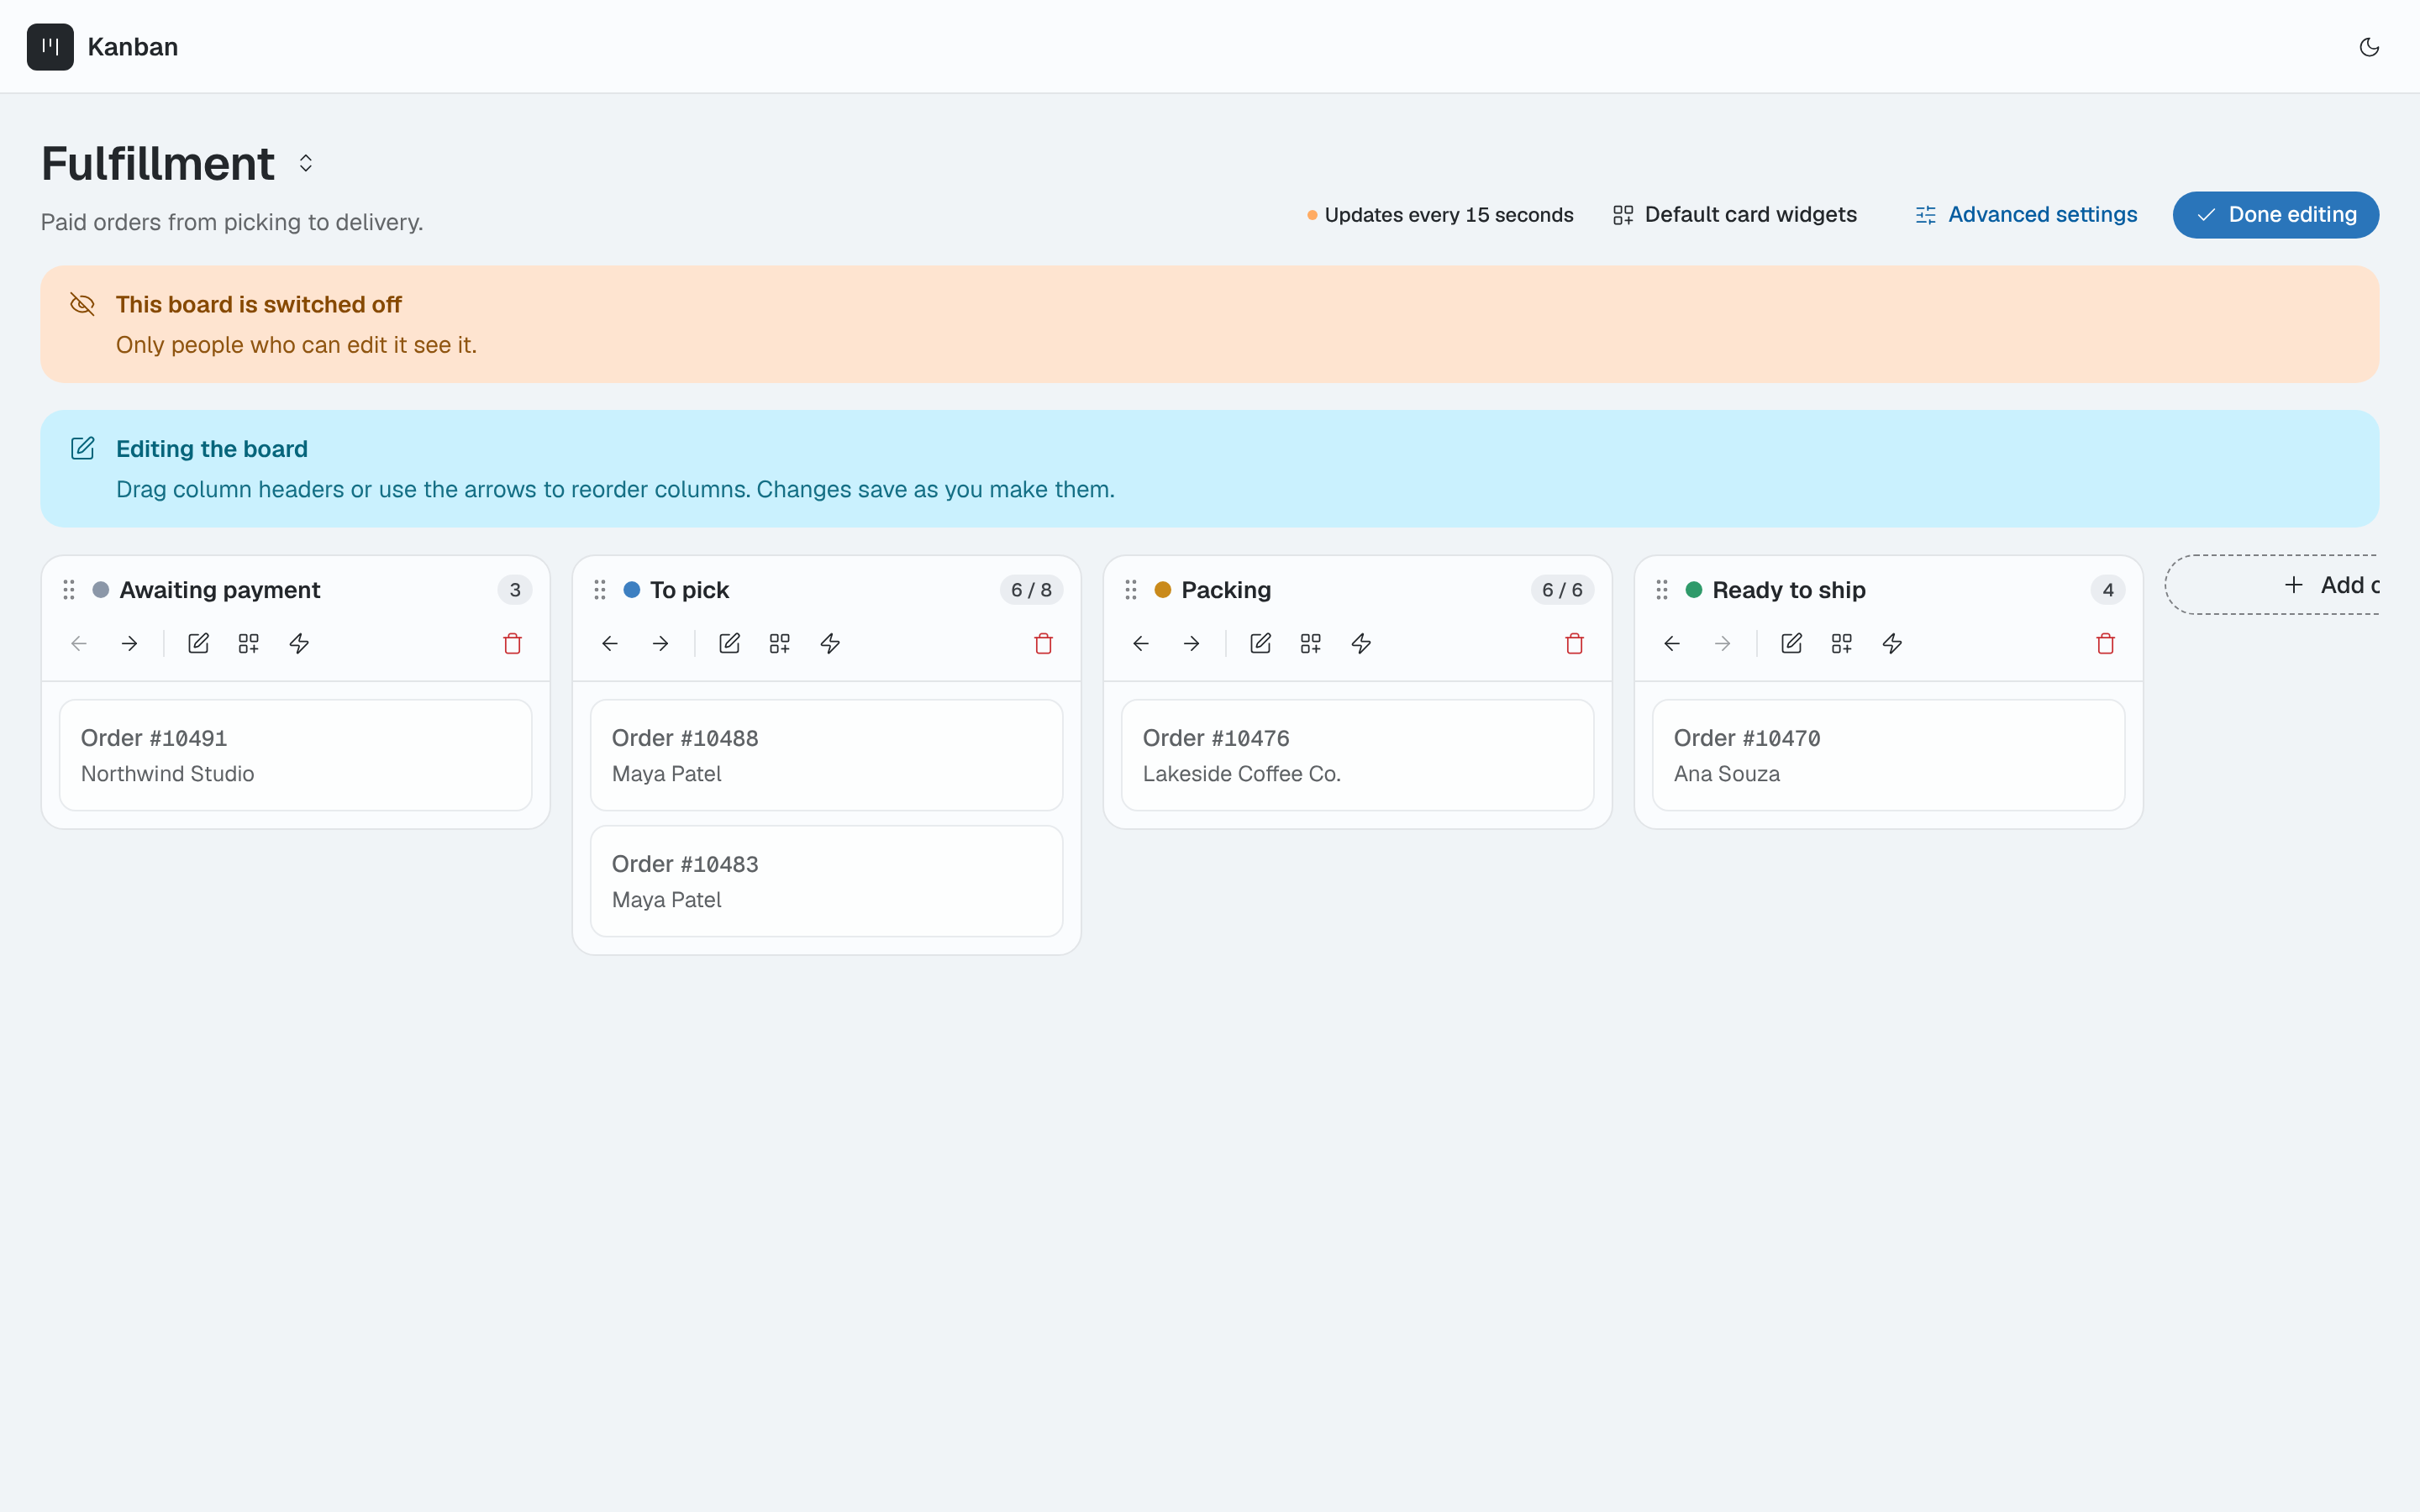 Kanban
Fulfillment
Paid orders from picking to delivery.
Updates every 15 seconds
Default card widgets
Advanced settings
Done editing
This board is switched off
Only people who can edit it see it.
Editing the board
Drag column headers or use the arrows to reorder columns. Changes save as you make them.
Awaiting payment
3
Order #10491
Northwind Studio
To pick
6 / 8
Order #10488
Maya Patel
Order #10483
Maya Patel
Packing
6 / 6
Order #10476
Lakeside Coffee Co.
Ready to ship
4
Order #10470
Ana Souza
Add